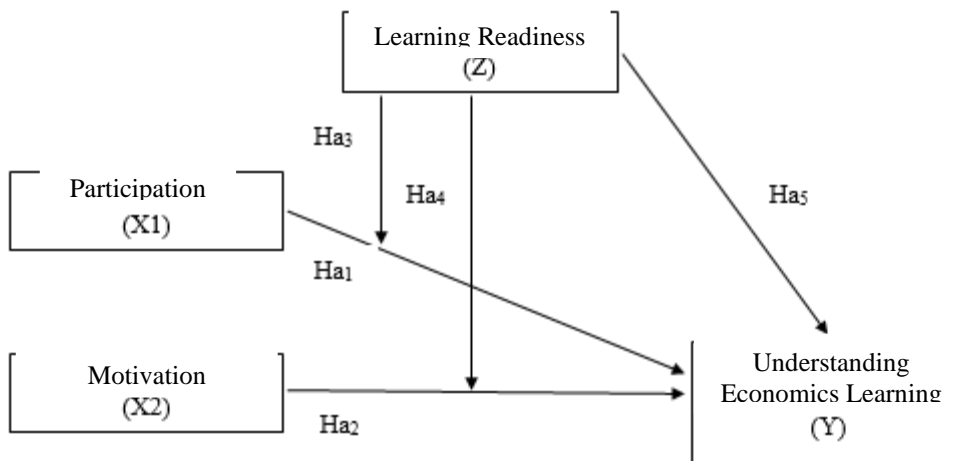 Learning Readiness
(Z)
Ha3
Participation
(X1)
Ha4
Ha5
Ha1
Motivation
(X2)
Ha2
Understanding
Economics Learning
(Y)